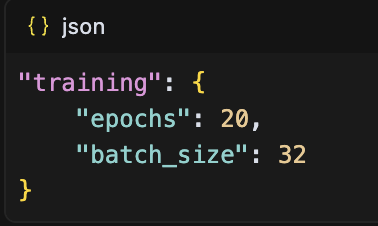 {} json
"training": {
    "epochs": 20,
    "batch_size": 32
}